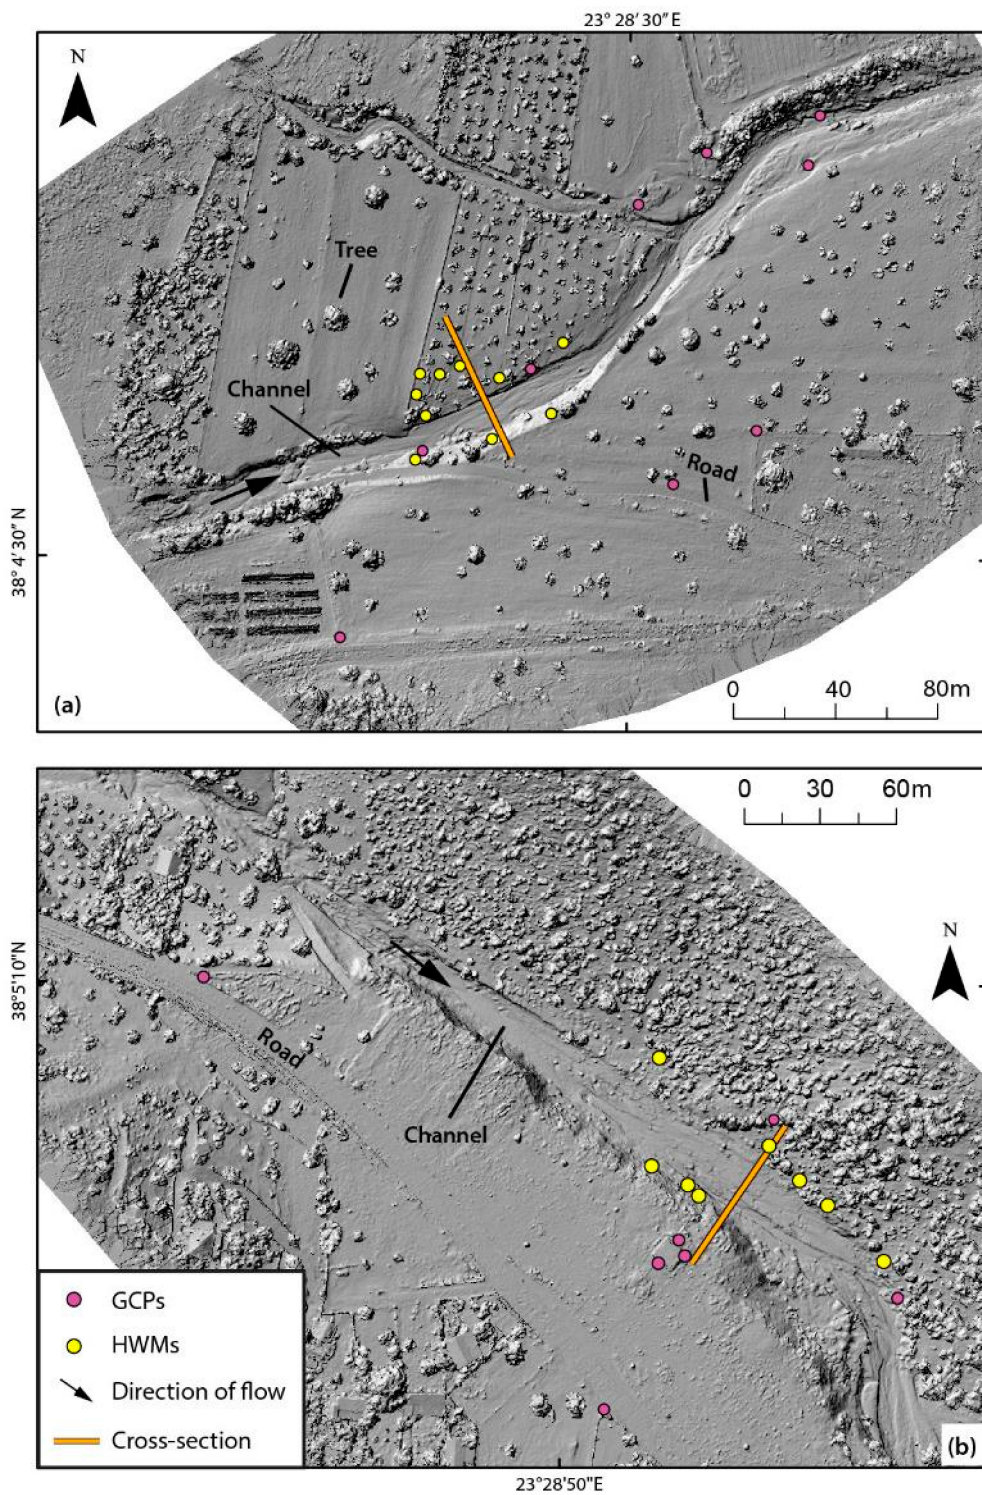 23° 28' 30" E
N
Tree
Channel
Road
38° 4' 30" N
0 40 80m
(a)
0 30 60m
N
38°5'10"N
Road
Channel
GCPs
HWMs
Direction of flow
Cross-section
(b)
23°28'50"E